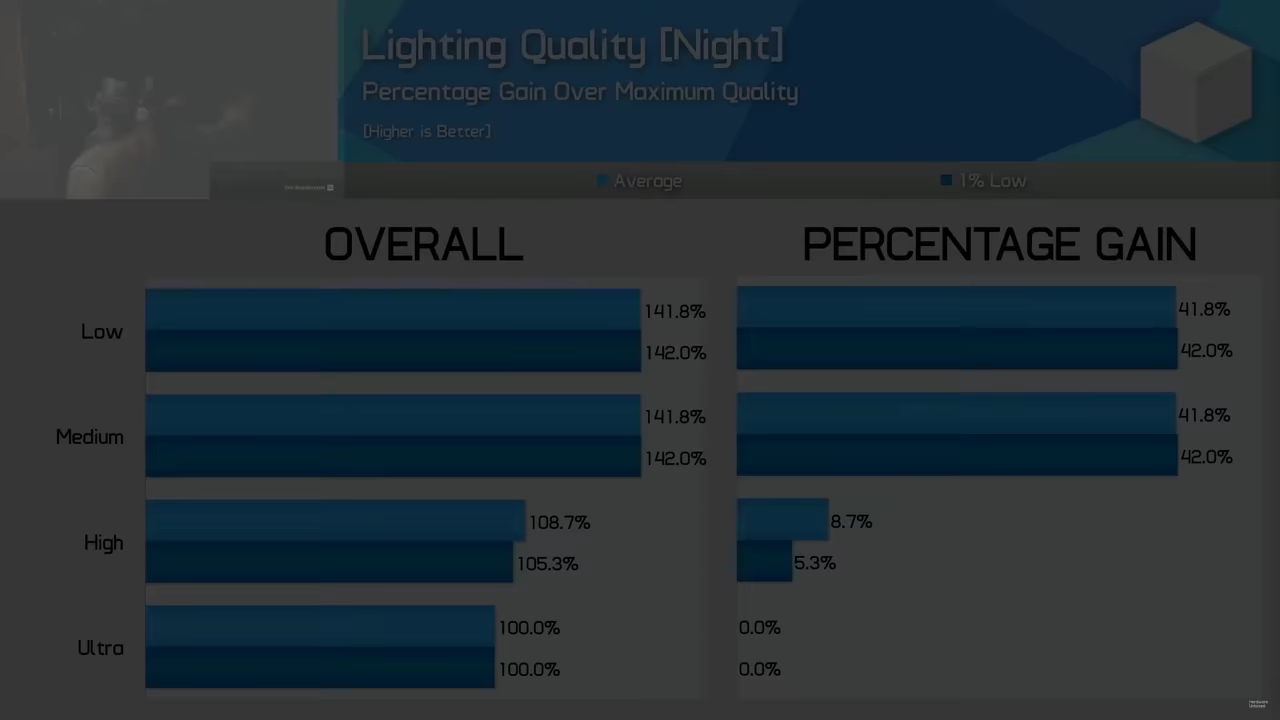 Lighting Quality [Night]
Percentage Gain Over Maximum Quality
[Higher is Better]
Average
1% Low
OVERALL
PERCENTAGE GAIN
Low
141.8%
142.0%
41.8%
42.0%
Medium
141.8%
142.0%
41.8%
42.0%
High
108.7%
105.3%
8.7%
5.3%
Ultra
100.0%
100.0%
0.0%
0.0%
Hardware
Unboxed